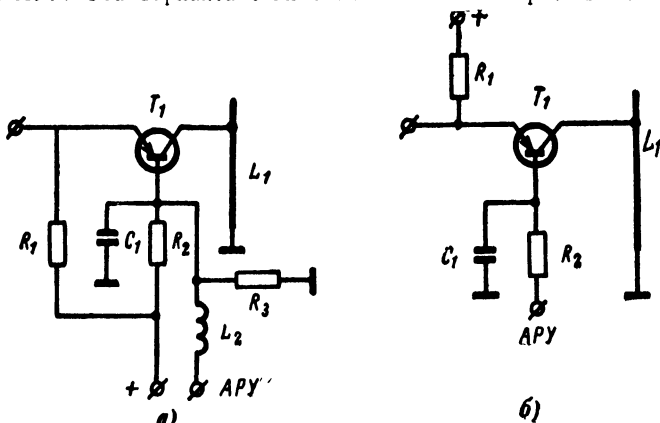 +
T₁
R₁
L₁
C₁
R₂
R₃
L₂
+
АРУ
а)
R₁
T₁
L₁
C₁
R₂
АРУ
б)